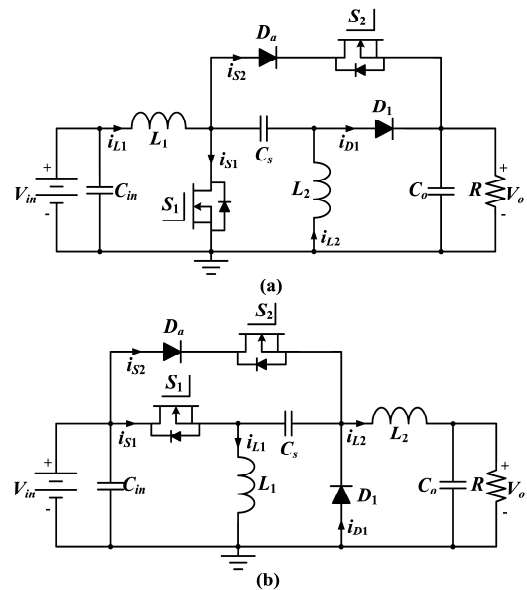 S2
Da
iS2
D1
iL1
L1
iS1
Cs
iD1
Vin
+
-
Cin
S1
L2
iL2
Co
R
+
Vo
-
(a)
S2
Da
iS2
S1
iS1
iL1
Cs
iL2
L2
Vin
+
-
Cin
L1
D1
iD1
Co
R
+
Vo
-
(b)